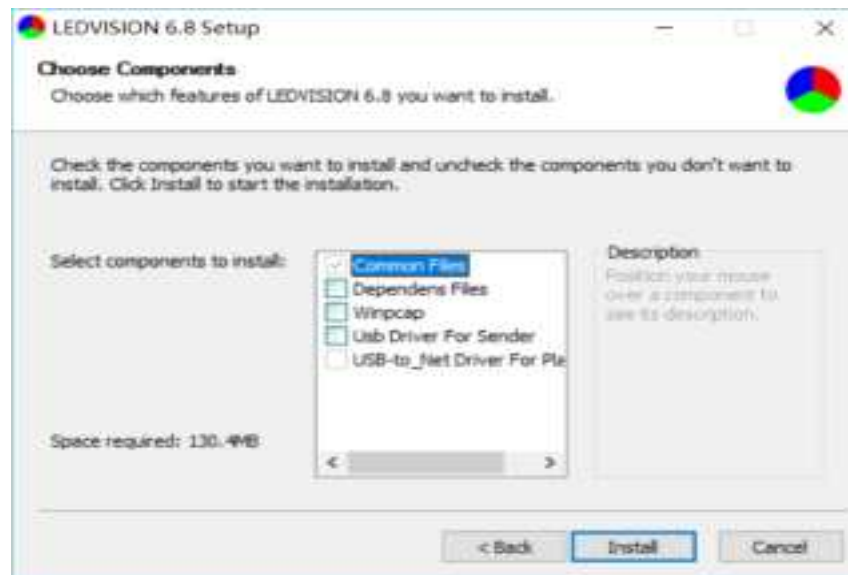 LEDVISION 6.8 Setup
Choose Components
Choose which features of LEDVISION 6.8 you want to install.
Check the components you want to install and uncheck the components you don't want to
install. Click Install to start the installation.
Select components to install:
Common Files
Dependens Files
Winpcap
Usb Driver For Sender
USB-to_Net Driver For Pla
Description
Position your mouse
over a component to
see its description.
Space required: 130.4MB
< Back
Install
Cancel